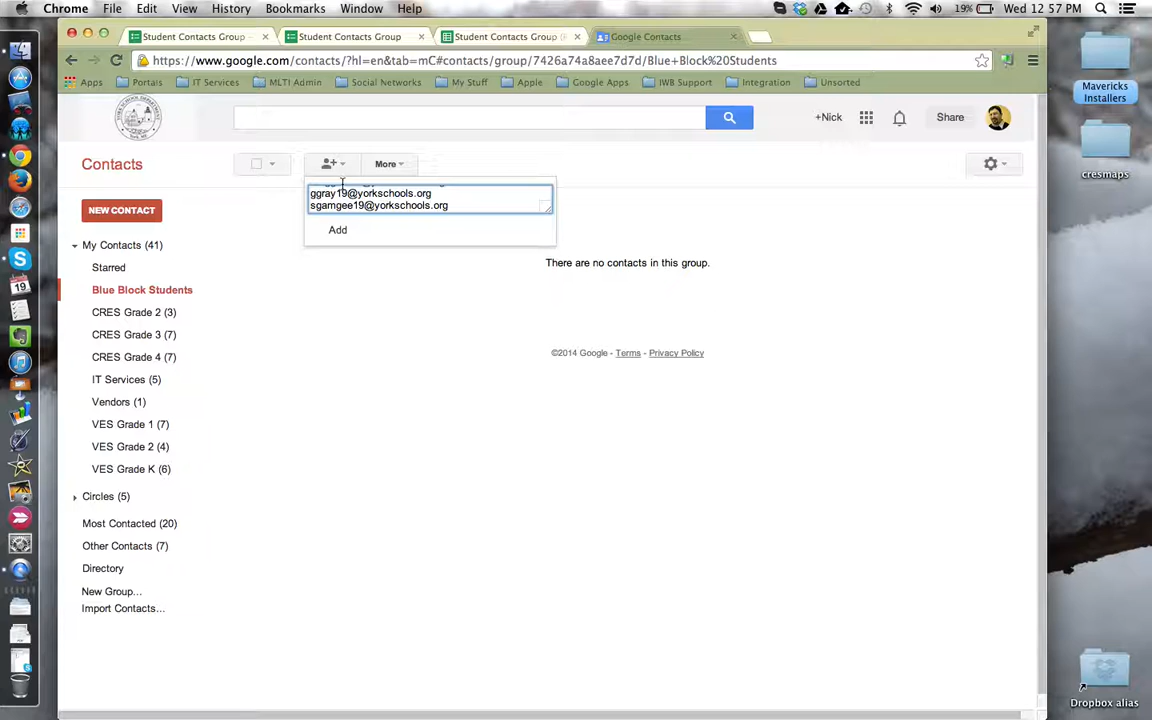 Chrome File Edit View History Bookmarks Window Help 19% Wed 12:57 PM
Student Contacts Group Student Contacts Group Student Contacts Group (R Google Contacts
https://www.google.com/contacts/?hl=en&tab=mC#contacts/group/7426a74a8aee7d7d/Blue+Block%20Students
Apps Portals IT Services MLTI Admin Social Networks My Stuff Apple Google Apps IWB Support Integration Unsorted
+Nick Share
Contacts More
ggray19@yorkschools.org
sgamgee19@yorkschools.org
Add
NEW CONTACT
My Contacts (41)
Starred
Blue Block Students
CRES Grade 2 (3)
CRES Grade 3 (7)
CRES Grade 4 (7)
IT Services (5)
Vendors (1)
VES Grade 1 (7)
VES Grade 2 (4)
VES Grade K (6)
Circles (5)
Most Contacted (20)
Other Contacts (7)
Directory
New Group...
Import Contacts...
There are no contacts in this group.
©2014 Google - Terms - Privacy Policy
Mavericks
Installers
cresmaps
Dropbox alias
19